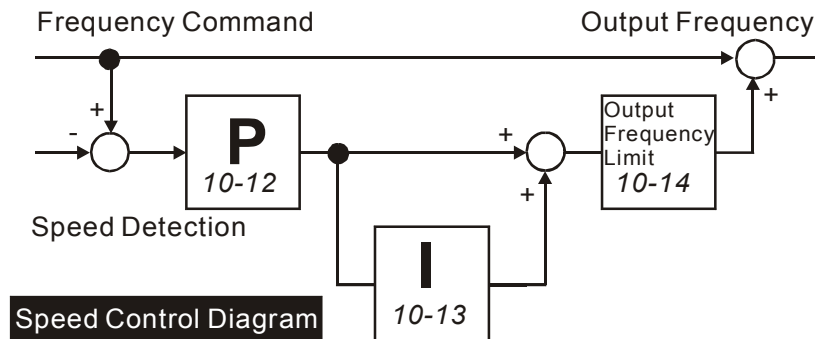 Frequency Command
Output Frequency
+
+
-
P
10-12
+
+
Output
Frequency
Limit
10-14
Speed Detection
I
10-13
Speed Control Diagram